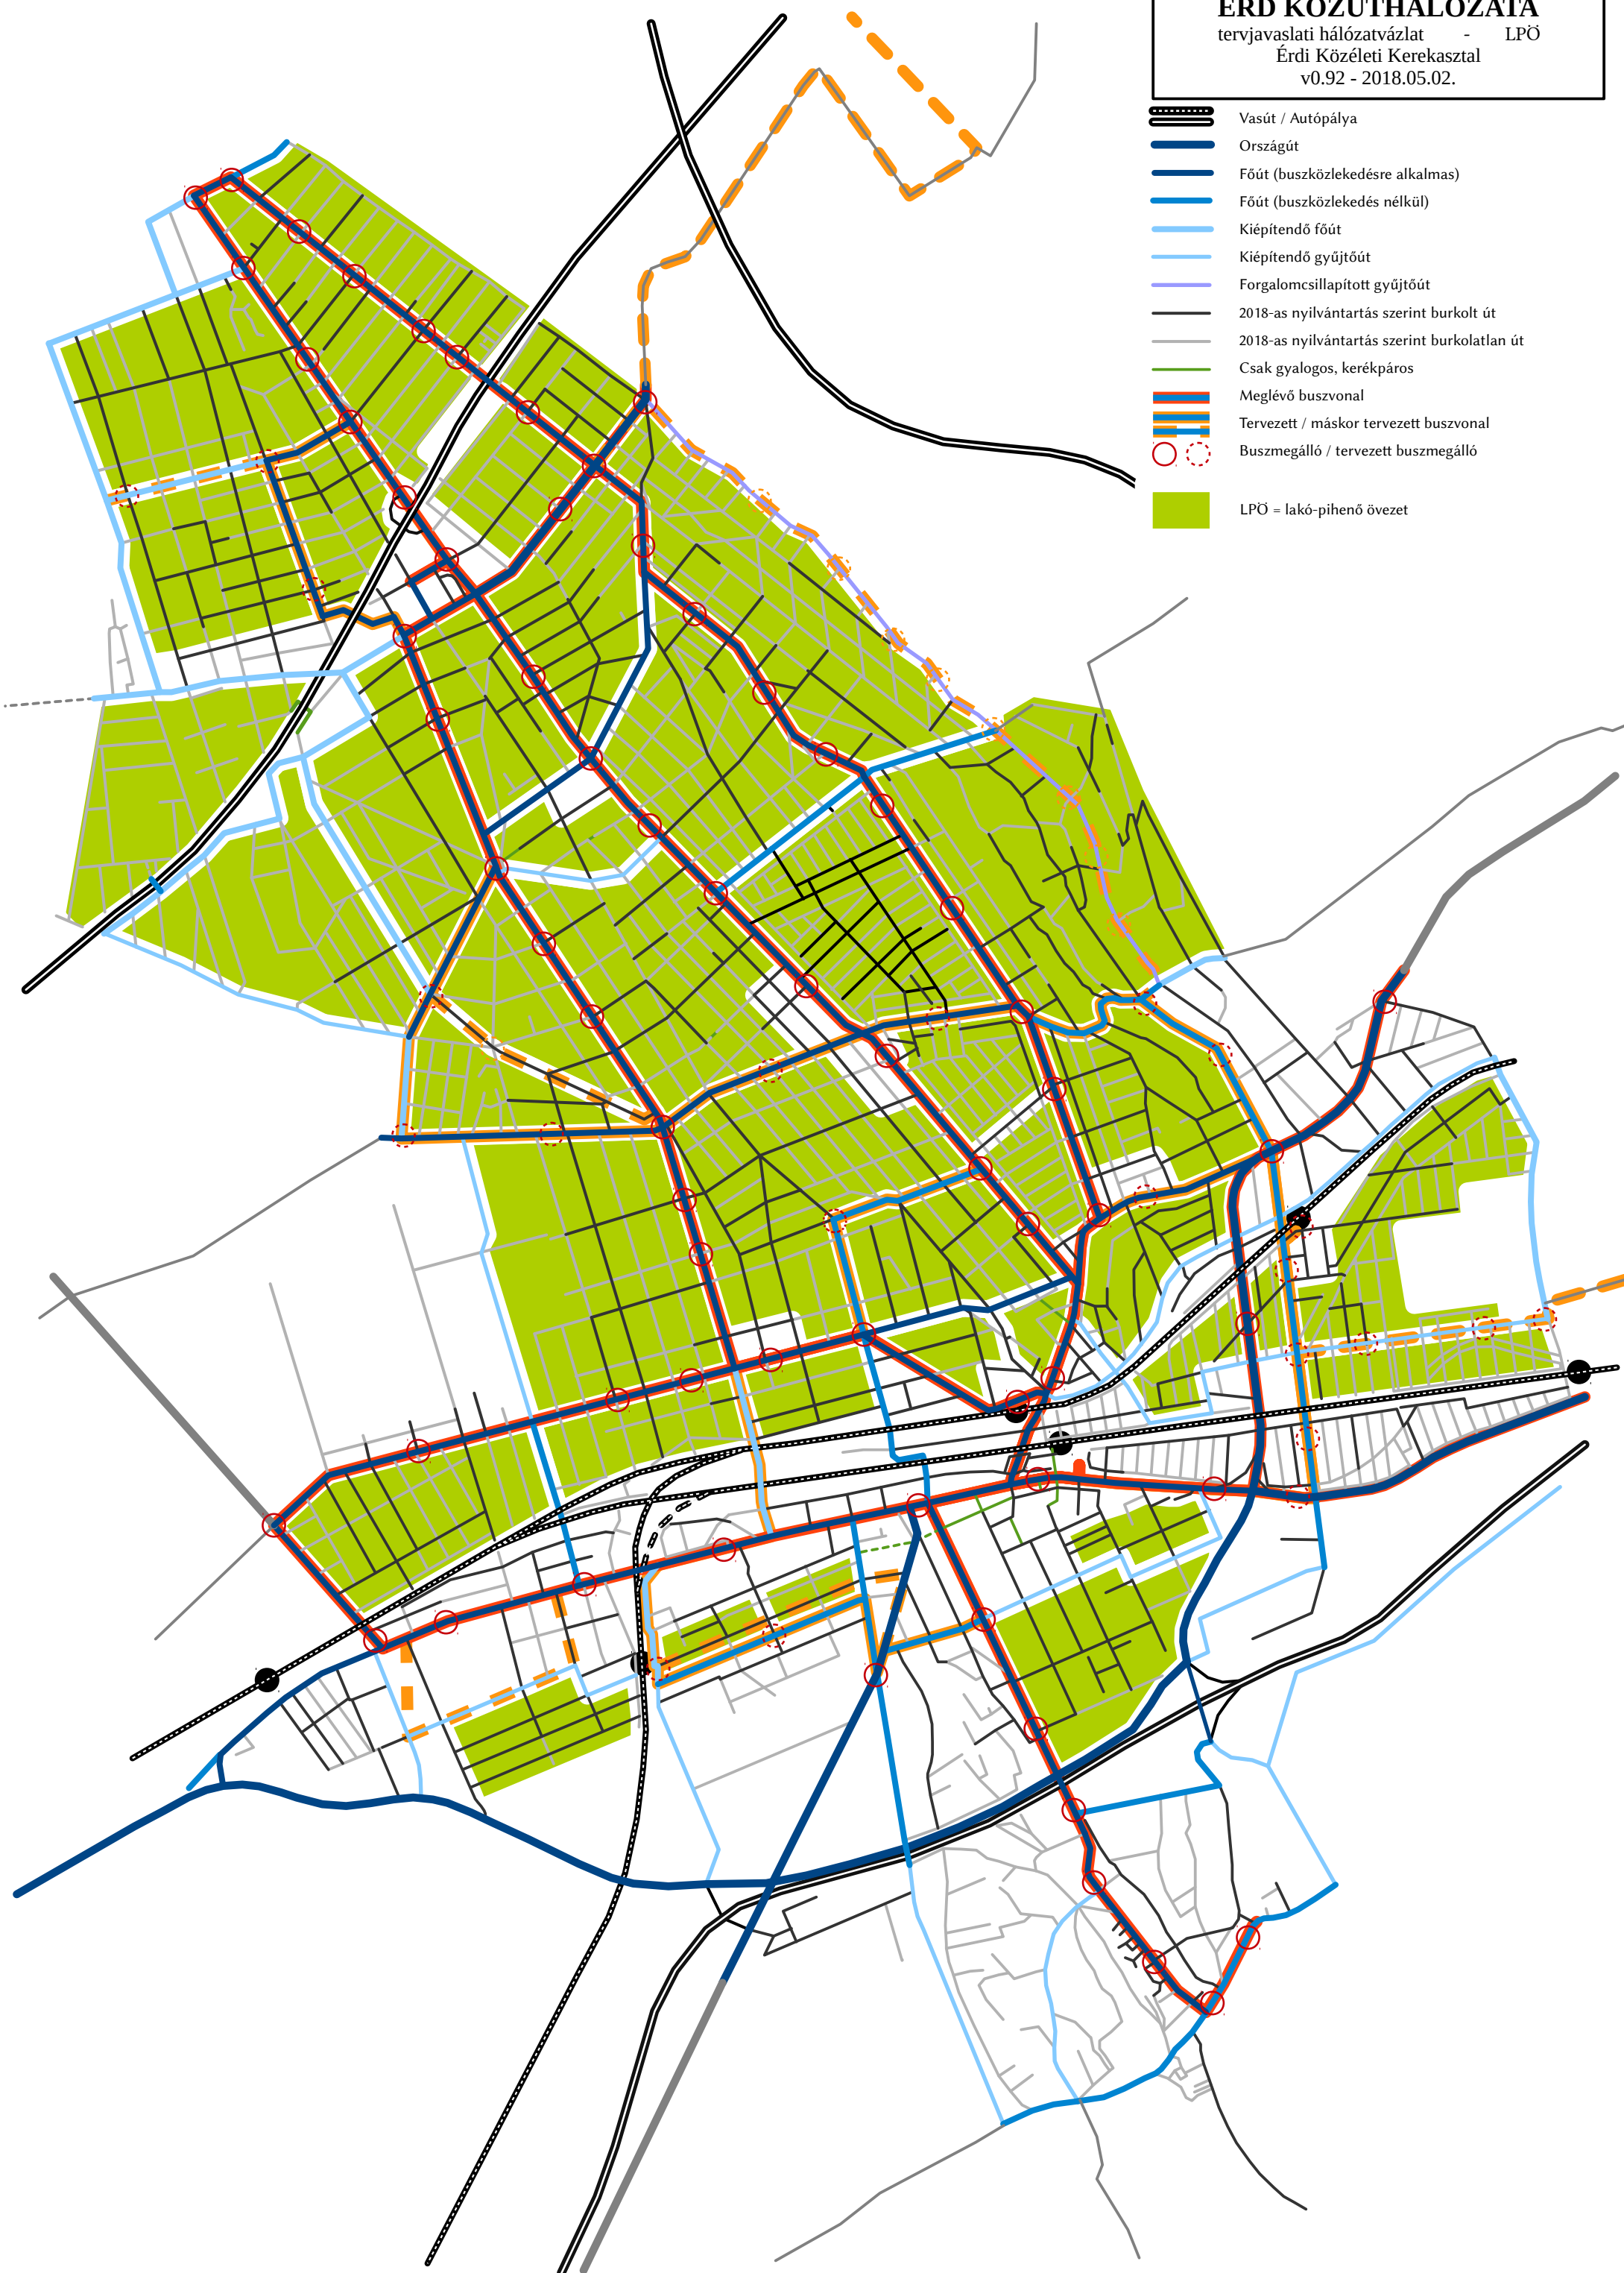 ÉRD KÖZÚTHÁLÓZATA
tervjavaslati hálózatvázlat - LPÖ
Érdi Közéleti Kerekasztal
v0.92 - 2018.05.02.
Vasút / Autópálya
Országút
Főút (buszközlekedésre alkalmas)
Főút (buszközlekedés nélkül)
Kiépítendő főút
Kiépítendő gyűjtőút
Forgalomcsillapított gyűjtőút
2018-as nyilvántartás szerint burkolt út
2018-as nyilvántartás szerint burkolatlan út
Csak gyalogos, kerékpáros
Meglévő buszvonal
Tervezett / máskor tervezett buszvonal
Buszmegálló / tervezett buszmegálló
LPÖ = lakó-pihenő övezet